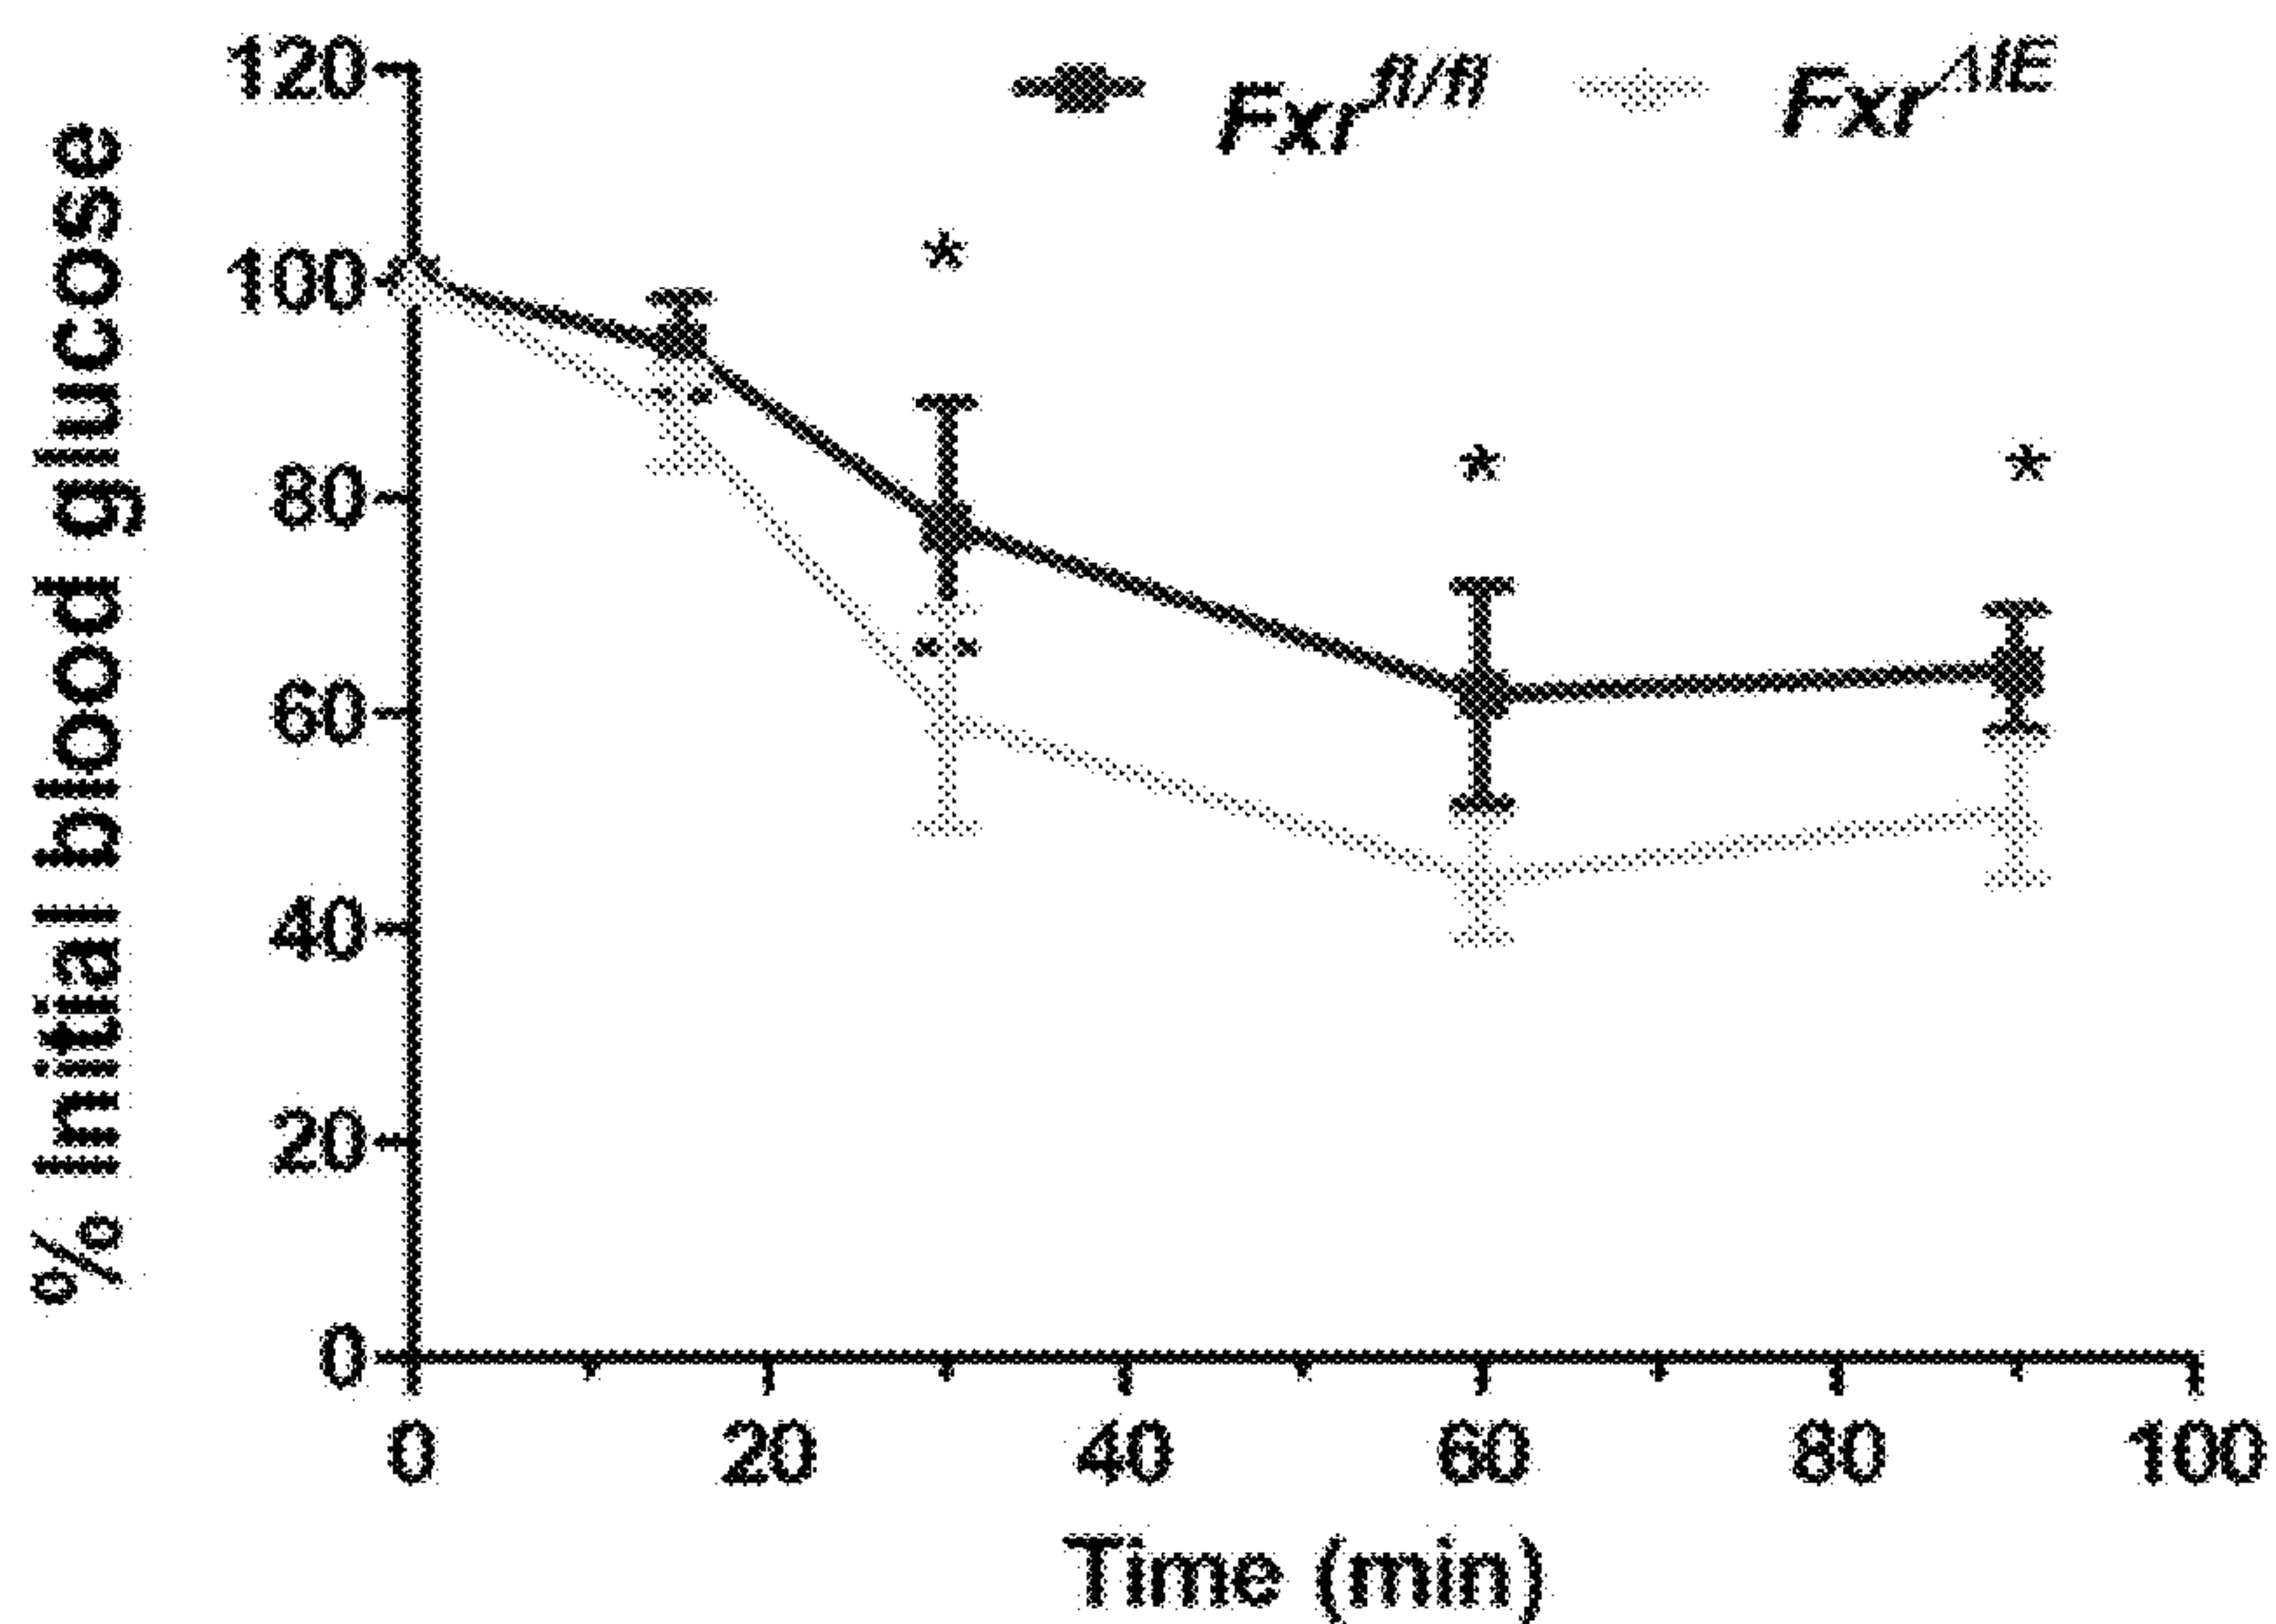 Fxr^fl/fl Fxr^ΔIE
% Initial blood glucose
120
100
80
60
40
20
0
* * *
0 20 40 60 80 100
Time (min)